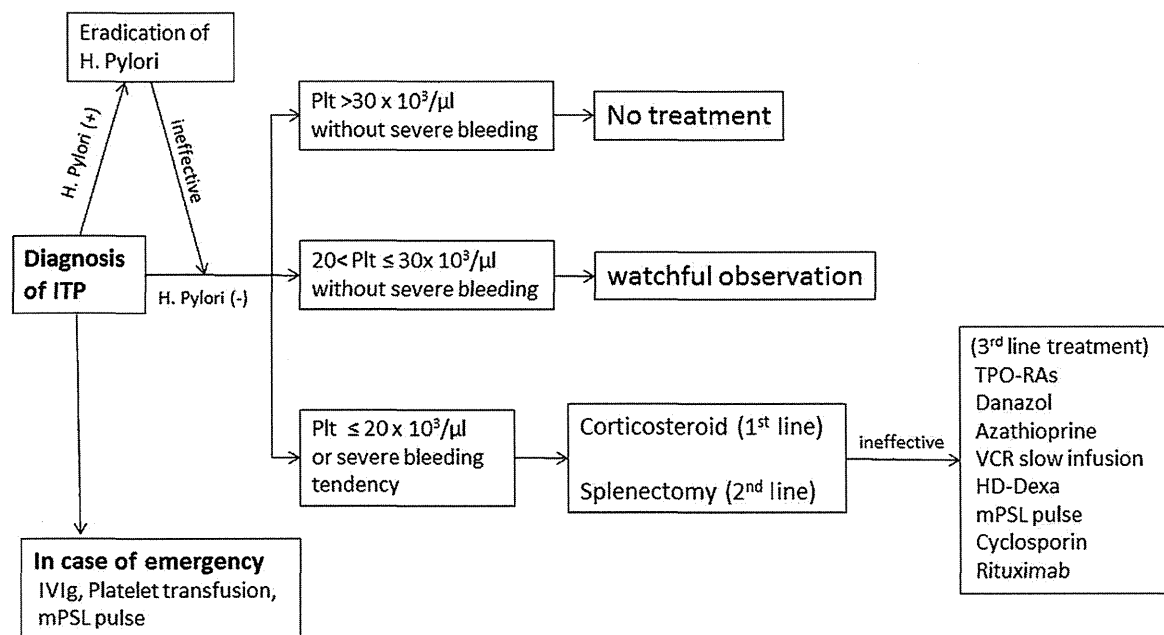 Eradication of
H. Pylori
H. Pylori (+)
ineffective
Diagnosis
of ITP
H. Pylori (-)
Plt >30 x 10³/μl
without severe bleeding
No treatment
20< Plt ≤ 30x 10³/μl
without severe bleeding
watchful observation
Plt ≤ 20 x 10³/μl
or severe bleeding
tendency
Corticosteroid (1st line)
Splenectomy (2nd line)
ineffective
(3rd line treatment)
TPO-RAs
Danazol
Azathioprine
VCR slow infusion
HD-Dexa
mPSL pulse
Cyclosporin
Rituximab
In case of emergency
IVIg, Platelet transfusion,
mPSL pulse